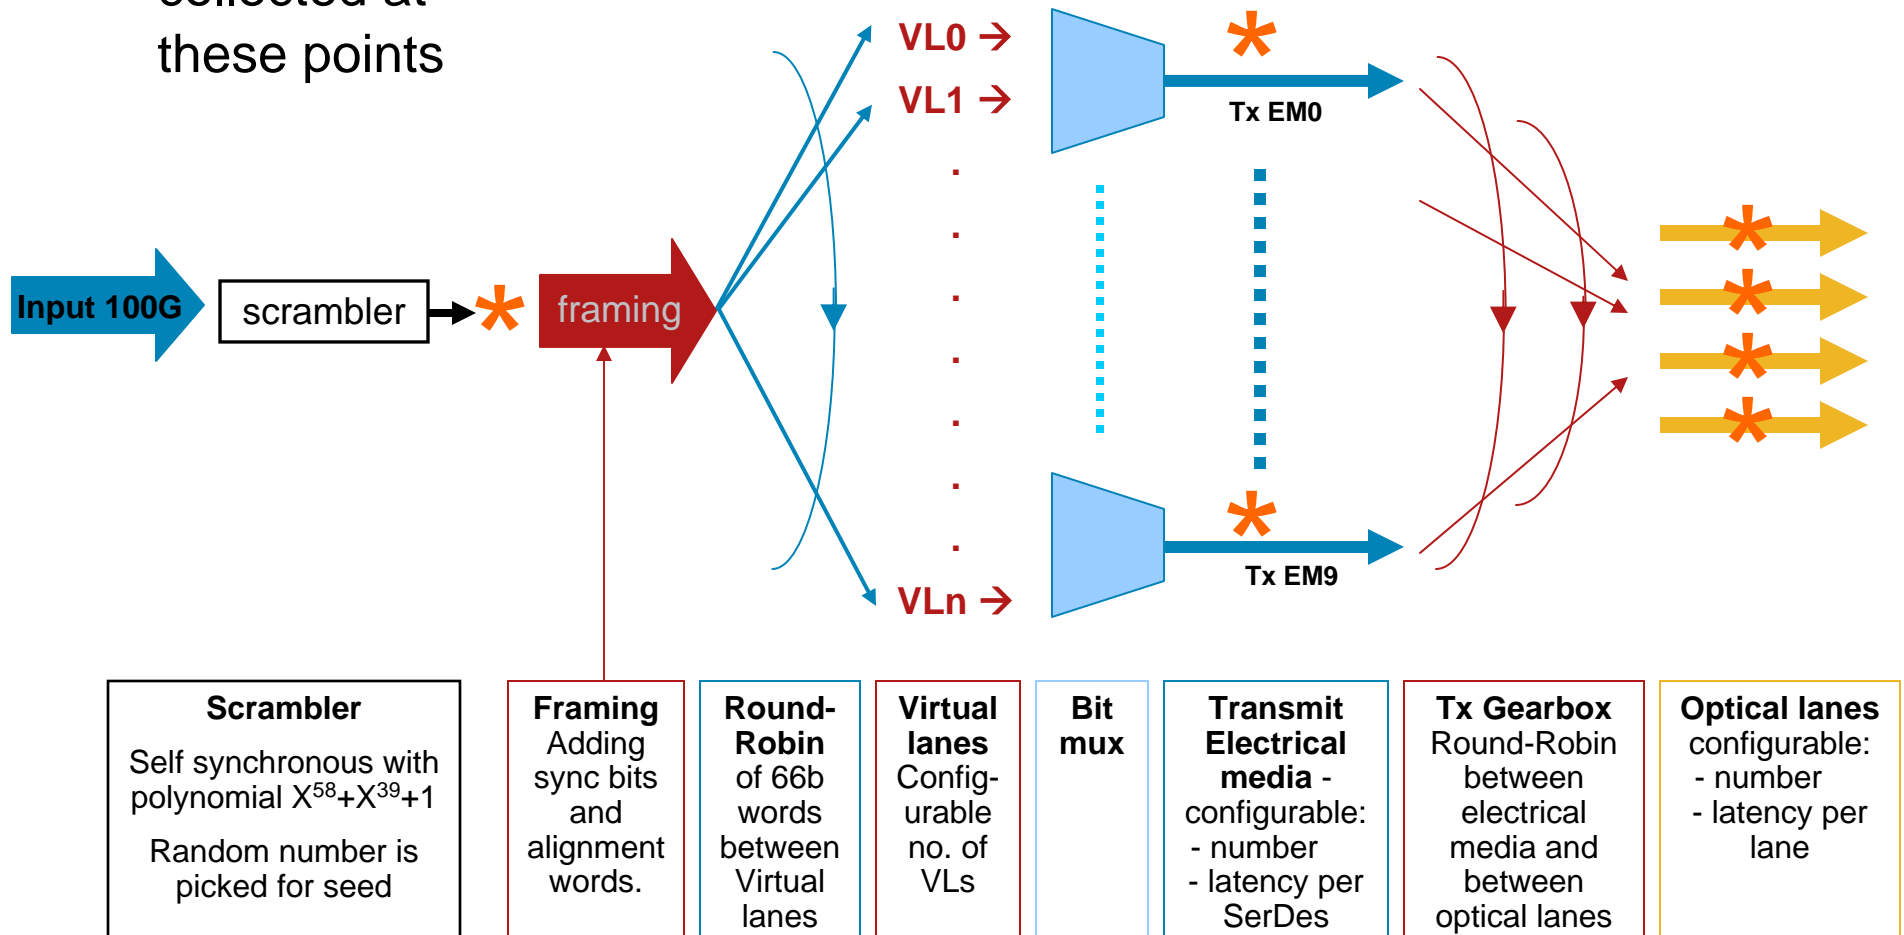 collected at
these points
VL0 →
VL1 →
.
.
.
.
.
.
.
VLn →
Tx EM0
Tx EM9
Input 100G
scrambler
*
framing
*
*
*
*
*
*
Scrambler
Self synchronous with
polynomial X⁵⁸+X³⁹+1
Random number is
picked for seed
Framing
Adding
sync bits
and
alignment
words.
Round-
Robin
of 66b
words
between
Virtual
lanes
Virtual
lanes
Config-
urable
no. of
VLs
Bit
mux
Transmit
Electrical
media -
configurable:
- number
- latency per
SerDes
Tx Gearbox
Round-Robin
between
electrical
media and
between
optical lanes
Optical lanes
configurable:
- number
- latency per
lane